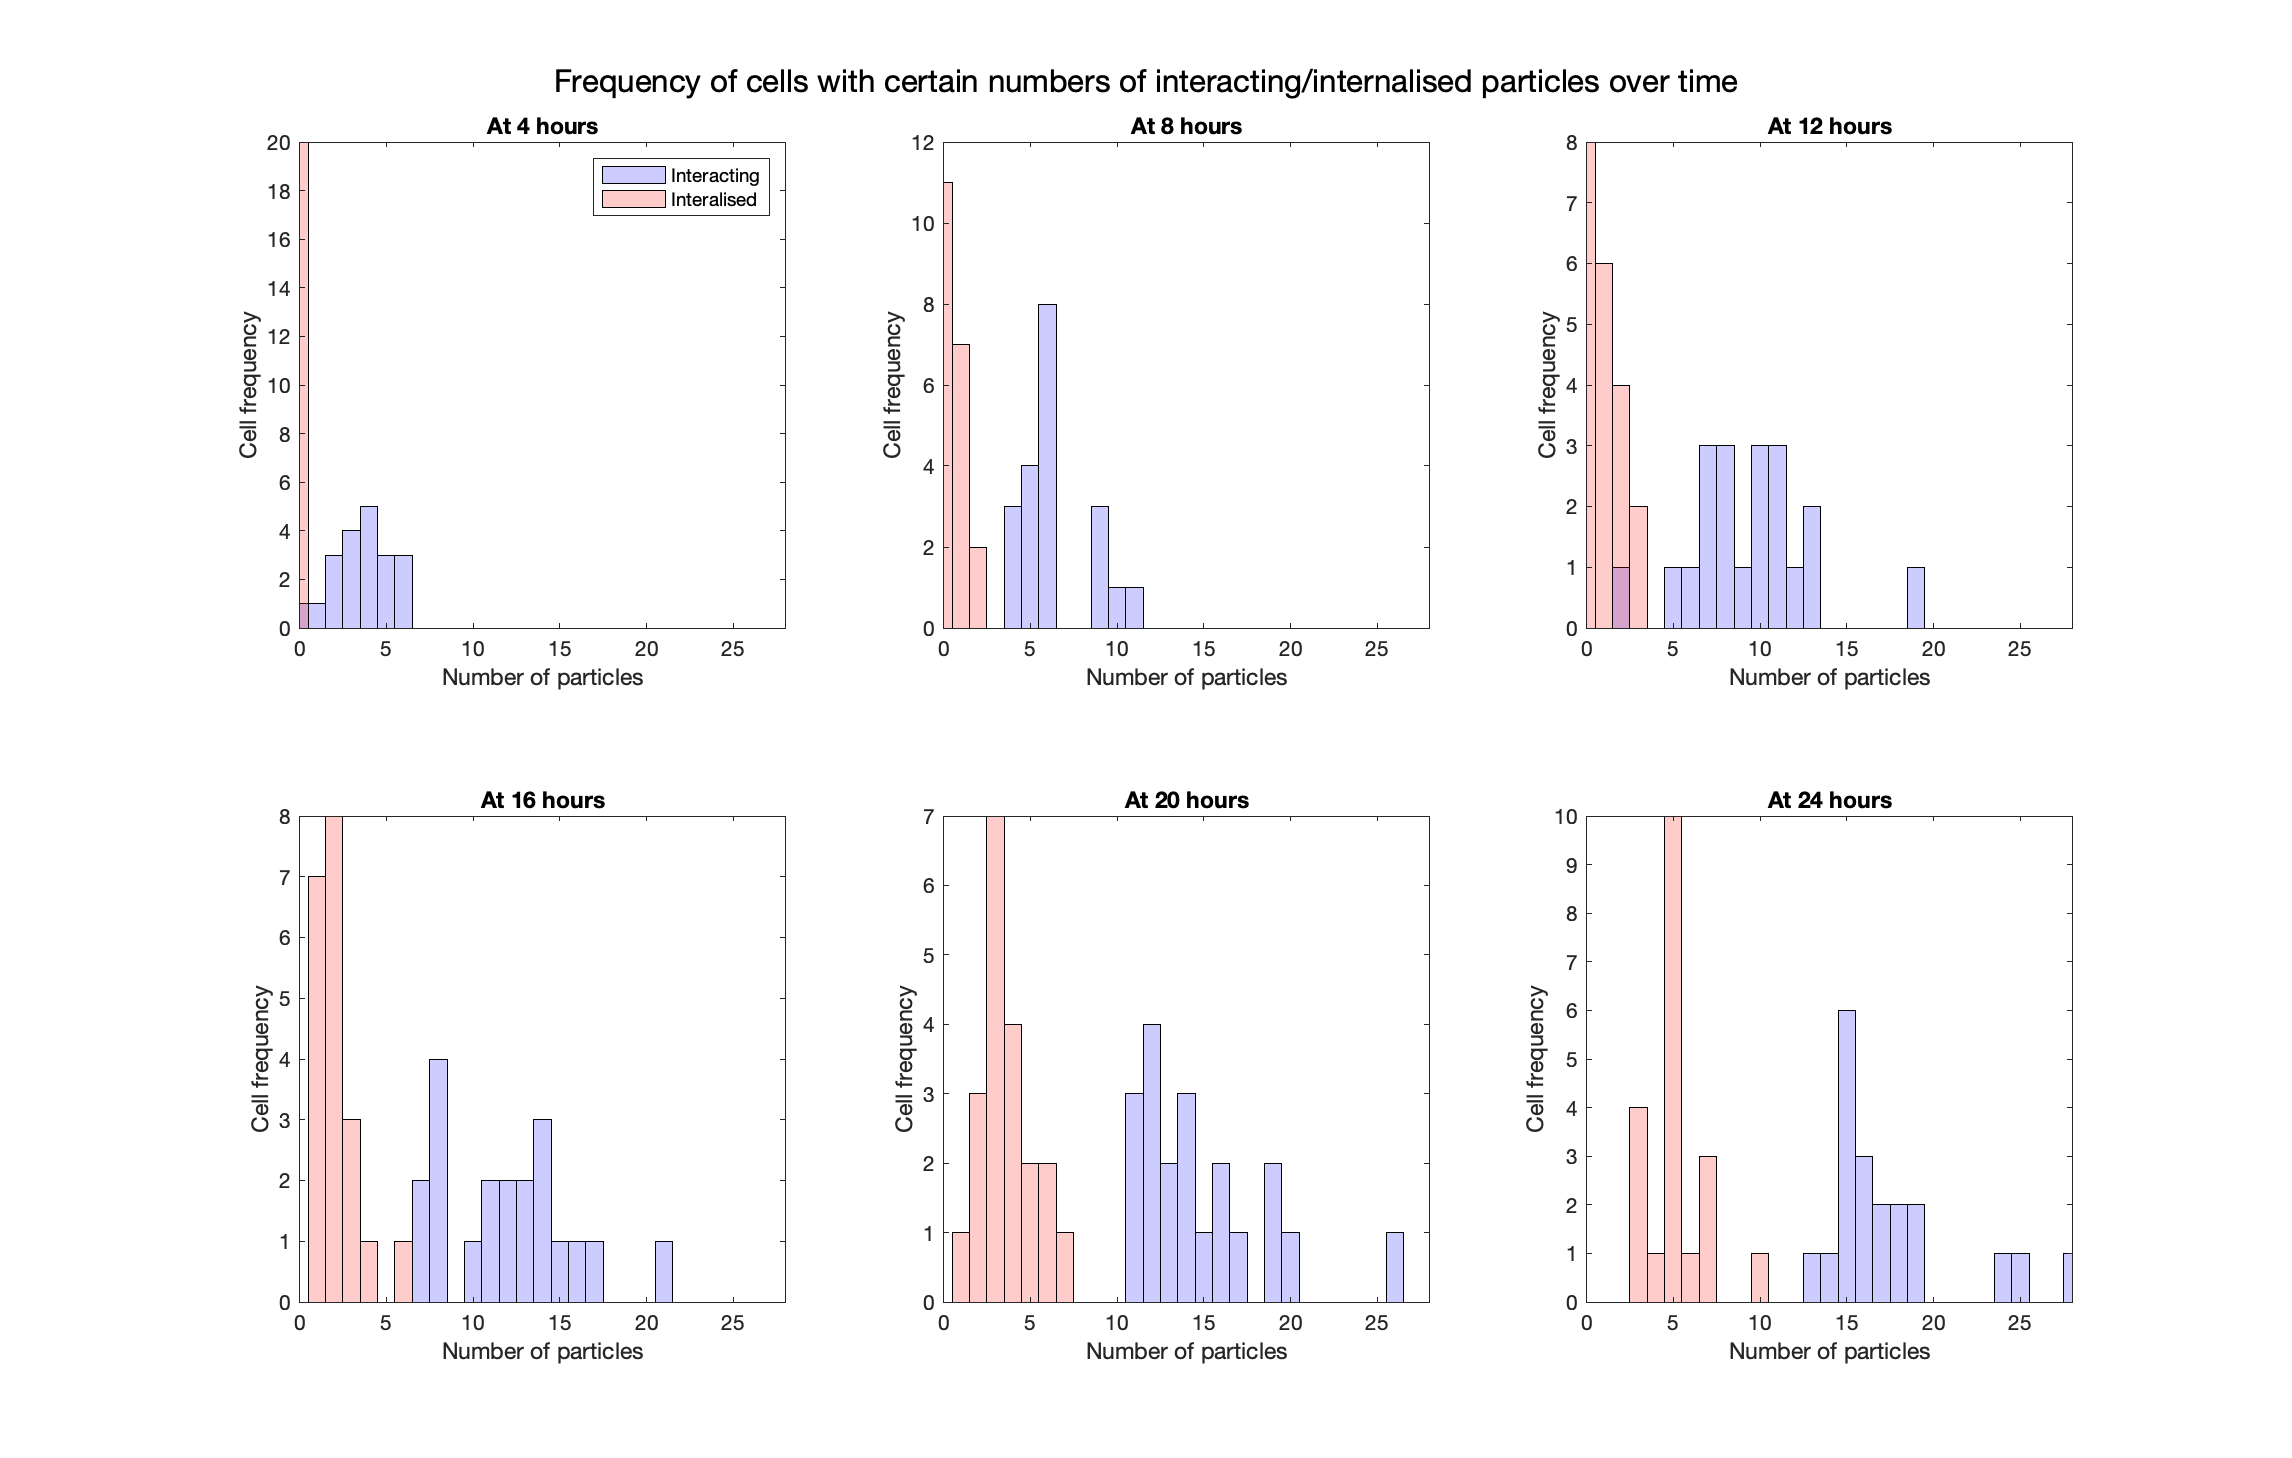 Frequency of cells with certain numbers of interacting/internalised particles over time
At 4 hours
20
18
16
14
12
10
8
6
4
2
0
Cell frequency
Interacting
Interalised
0 5 10 15 20 25
Number of particles
At 8 hours
12
10
8
6
4
2
0
Cell frequency
0 5 10 15 20 25
Number of particles
At 12 hours
8
7
6
5
4
3
2
1
0
Cell frequency
0 5 10 15 20 25
Number of particles
At 16 hours
8
7
6
5
4
3
2
1
0
Cell frequency
0 5 10 15 20 25
Number of particles
At 20 hours
7
6
5
4
3
2
1
0
Cell frequency
0 5 10 15 20 25
Number of particles
At 24 hours
10
9
8
7
6
5
4
3
2
1
0
Cell frequency
0 5 10 15 20 25
Number of particles